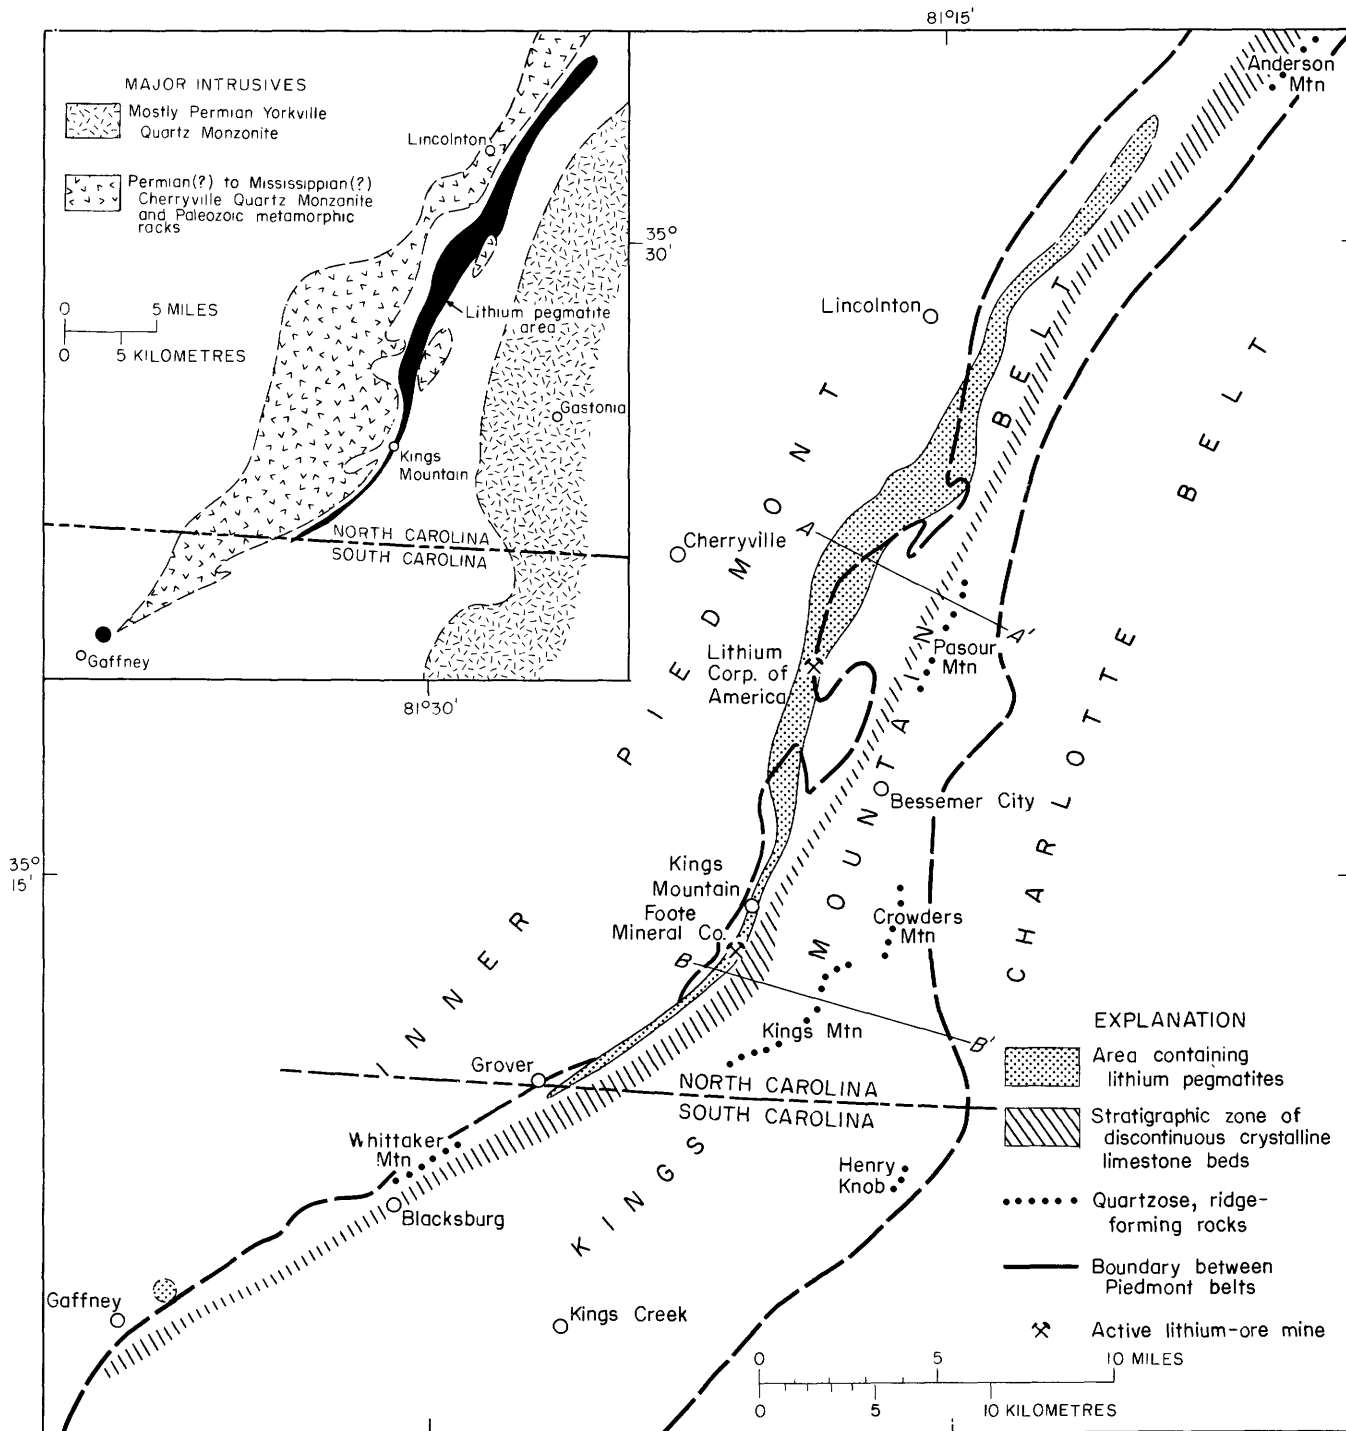 81°15'
MAJOR INTRUSIVES
Mostly Permian Yorkville
Quartz Monzonite
Permian(?) to Mississippian(?)
Cherryville Quartz Monzanite
and Paleozoic metamorphic
racks
0 5 MILES
0 5 KILOMETRES
Lincolnton
Lithium pegmatite
area
Gastonia
Kings
Mountain
NORTH CAROLINA
SOUTH CAROLINA
Gaffney
81°30'
35°
30'
Anderson
Mtn
Lincolnton
Cherryville
A
A'
Pasour
Mtn
Lithium
Corp. of
America
Bessemer City
35°
15'
Kings
Mountain
Foote
Mineral Co.
Crowders
Mtn
B
B'
Kings Mtn
Grover
NORTH CAROLINA
SOUTH CAROLINA
Whittaker
Mtn
Henry
Knob
Blacksburg
Gaffney
Kings Creek
INNER PIEDMONT
KINGS MOUNTAIN BELT
CHARLOTTE BELT
EXPLANATION
Area containing
lithium pegmatites
Stratigraphic zone of
discontinuous crystalline
limestone beds
Quartzose, ridge-
forming rocks
Boundary between
Piedmont belts
Active lithium-ore mine
0 5 10 MILES
0 5 10 KILOMETRES